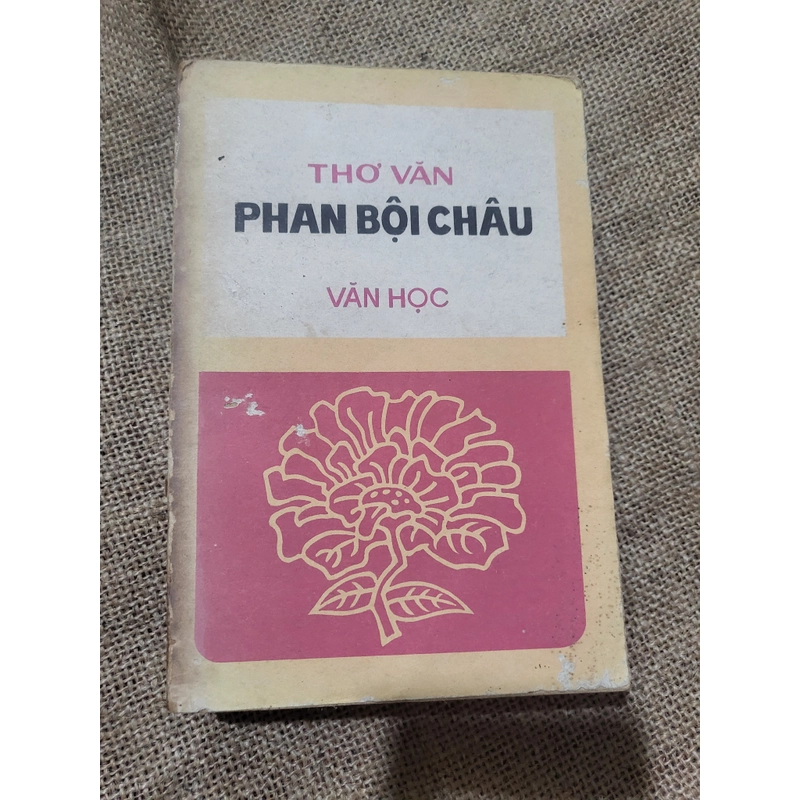 THƠ VĂN
PHAN BỘI CHÂU
VĂN HỌC